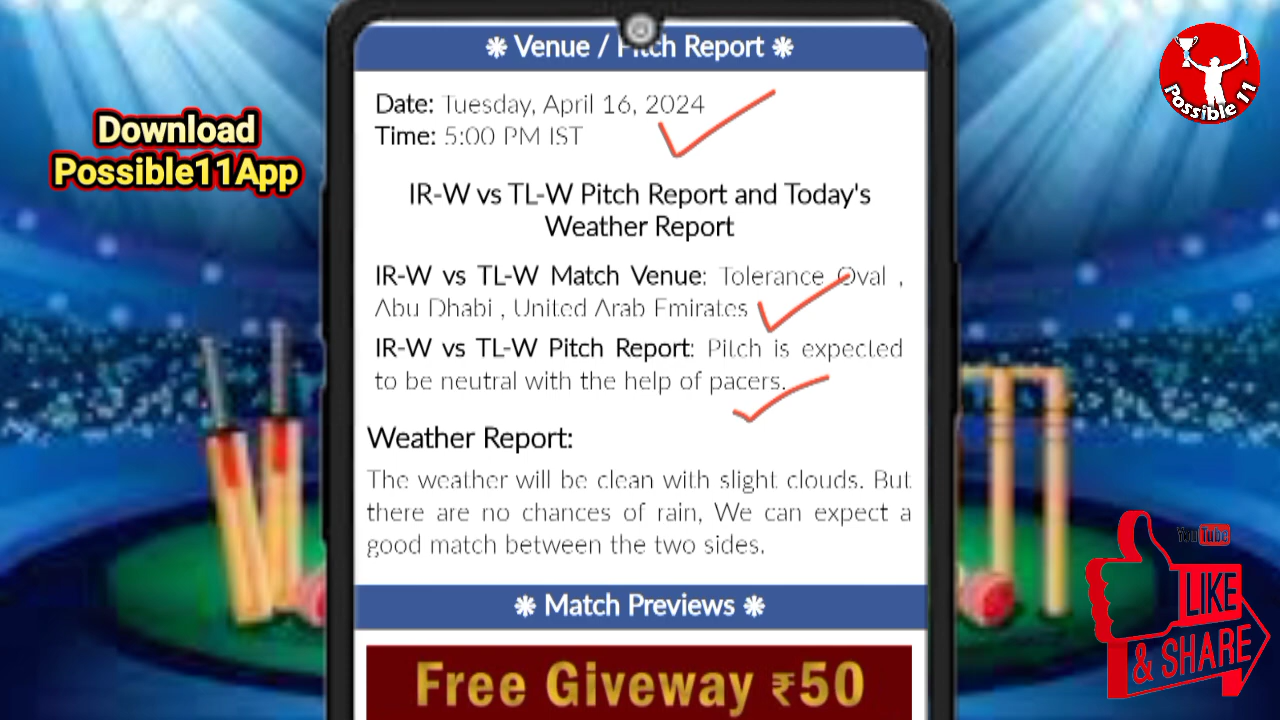 Download
Possible11App
❋ Venue / Pitch Report ❋
Date: Tuesday, April 16, 2024
Time: 5:00 PM IST
IR-W vs TL-W Pitch Report and Today's
Weather Report
IR-W vs TL-W Match Venue: Tolerance Oval ,
Abu Dhabi , United Arab Emirates
IR-W vs TL-W Pitch Report: Pitch is expected
to be neutral with the help of pacers.
Weather Report:
The weather will be clean with slight clouds. But
there are no chances of rain, We can expect a
good match between the two sides.
❋ Match Previews ❋
Free Giveway ₹50
Possible 11
YouTube
LIKE
& SHARE